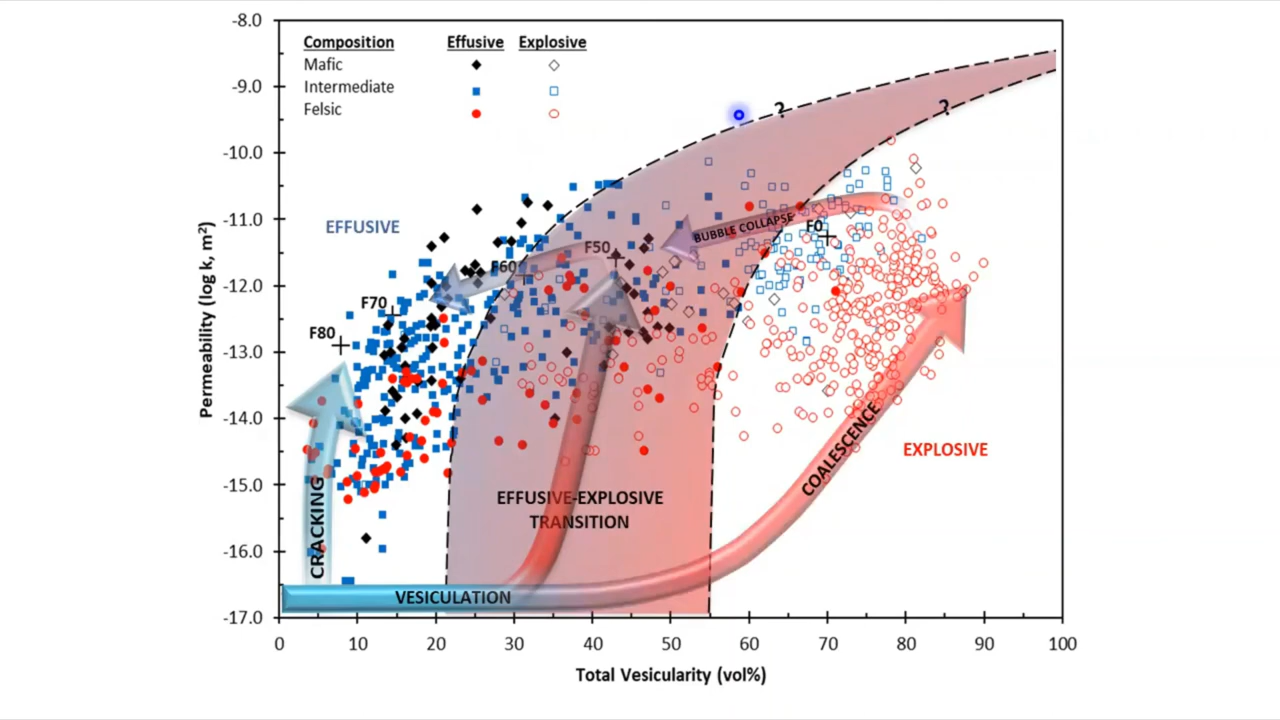 -8.0
Composition Effusive Explosive
Mafic
Intermediate
Felsic
-9.0
? ?
-10.0
-11.0
EFFUSIVE
BUBBLE COLLAPSE
F0
F50
F60
-12.0
F70
F80
-13.0
-14.0
COALESCENCE
EXPLOSIVE
-15.0
EFFUSIVE-EXPLOSIVE
TRANSITION
CRACKING
-16.0
VESICULATION
-17.0
Permeability (log k, m²)
0 10 20 30 40 50 60 70 80 90 100
Total Vesicularity (vol%)